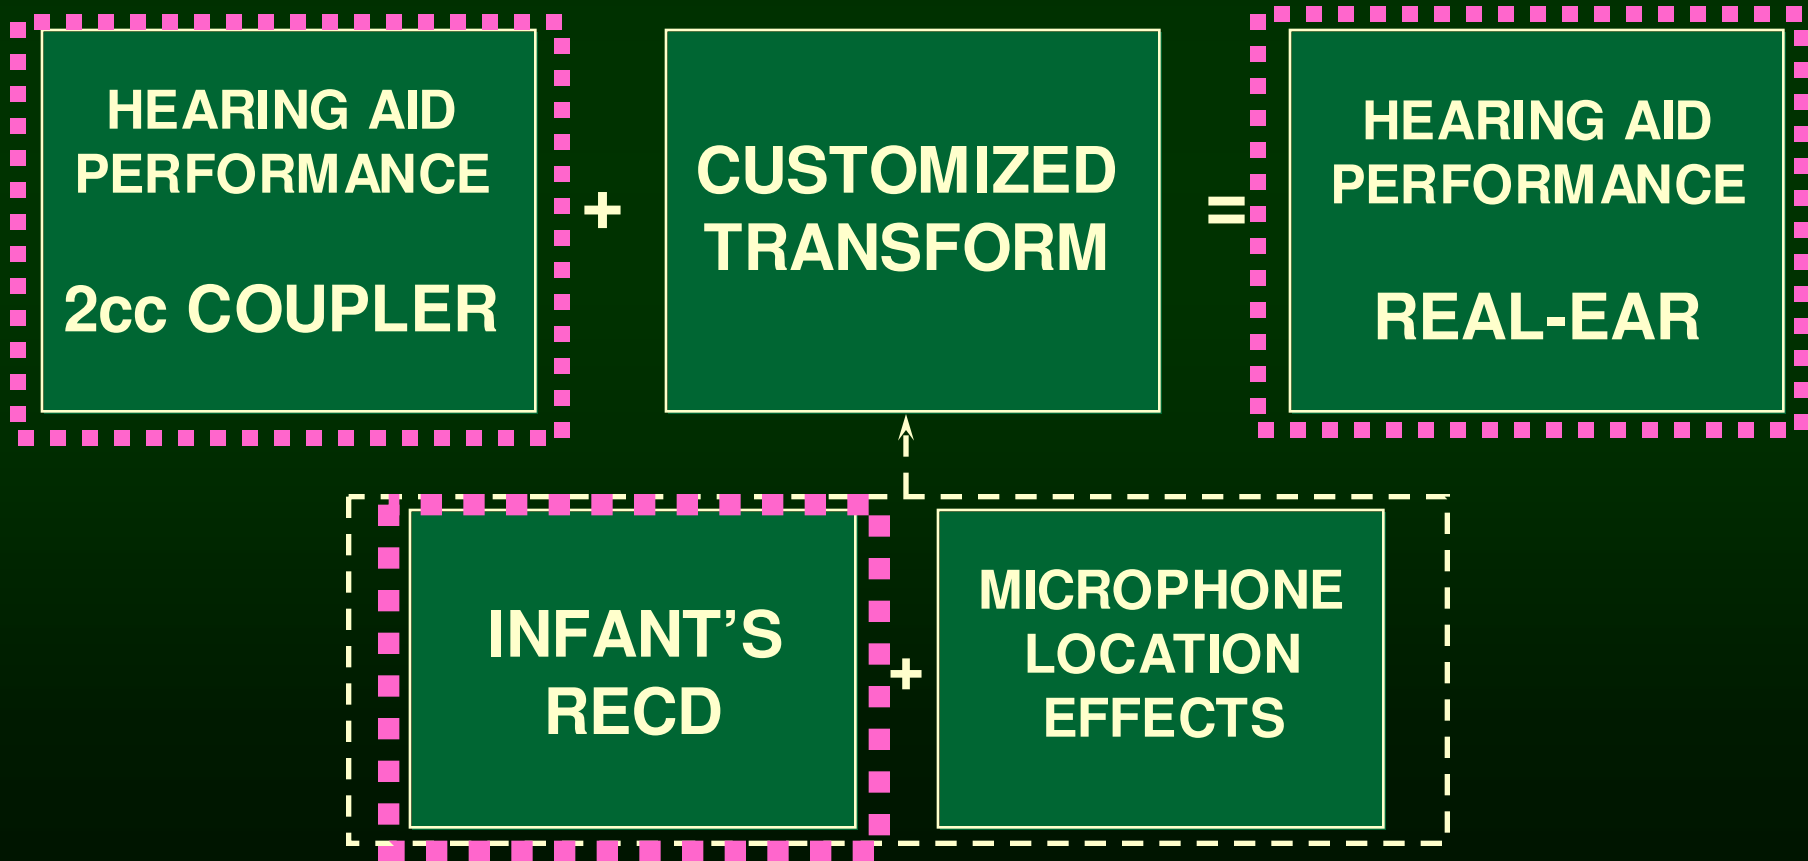 HEARING AID
PERFORMANCE
2cc COUPLER
+
CUSTOMIZED
TRANSFORM
=
HEARING AID
PERFORMANCE
REAL-EAR
INFANT’S
RECD
+
MICROPHONE
LOCATION
EFFECTS